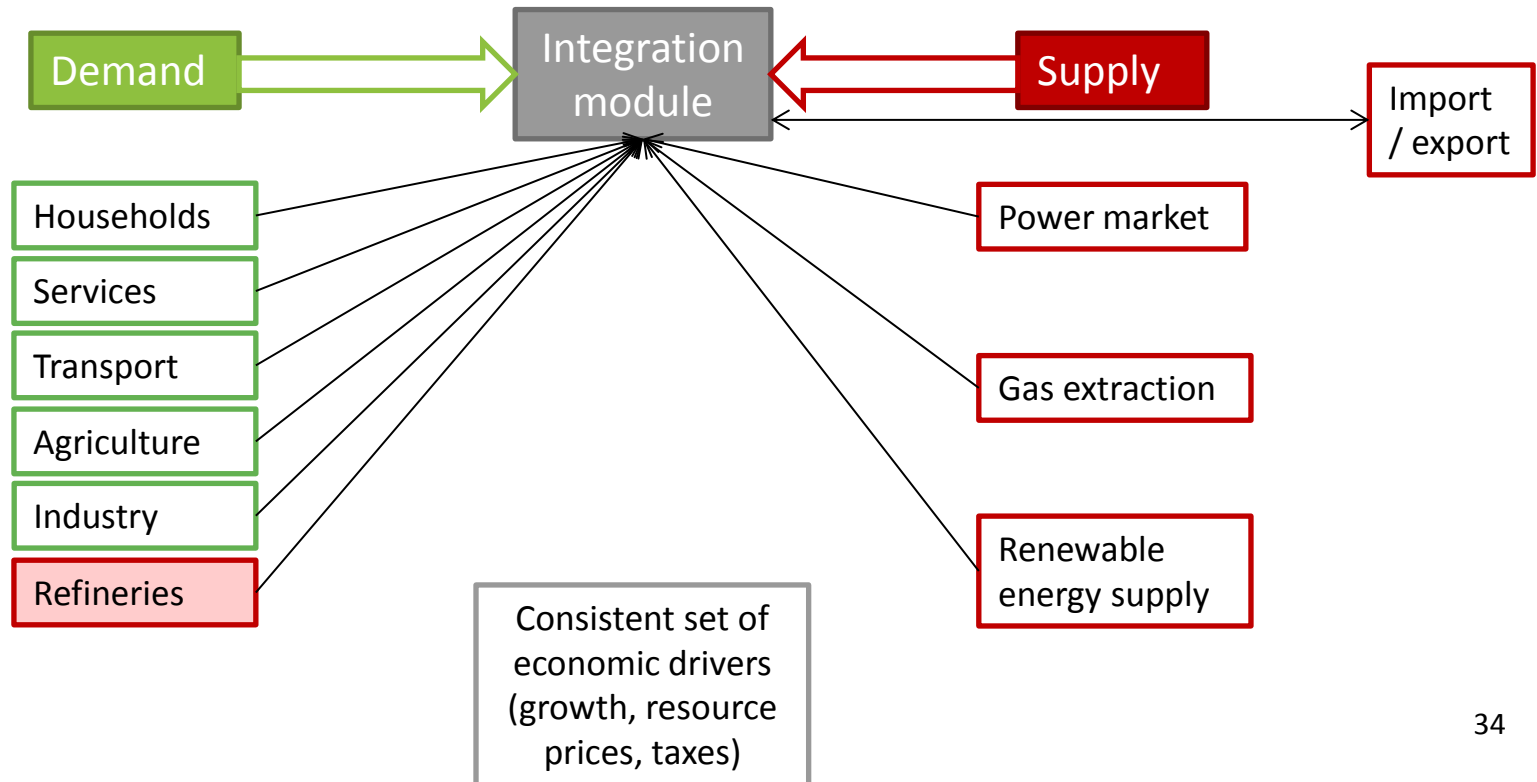 Demand
Integration
module
Supply
Import
/ export
Households
Services
Transport
Agriculture
Industry
Refineries
Power market
Gas extraction
Renewable
energy supply
Consistent set of
economic drivers
(growth, resource
prices, taxes)
34